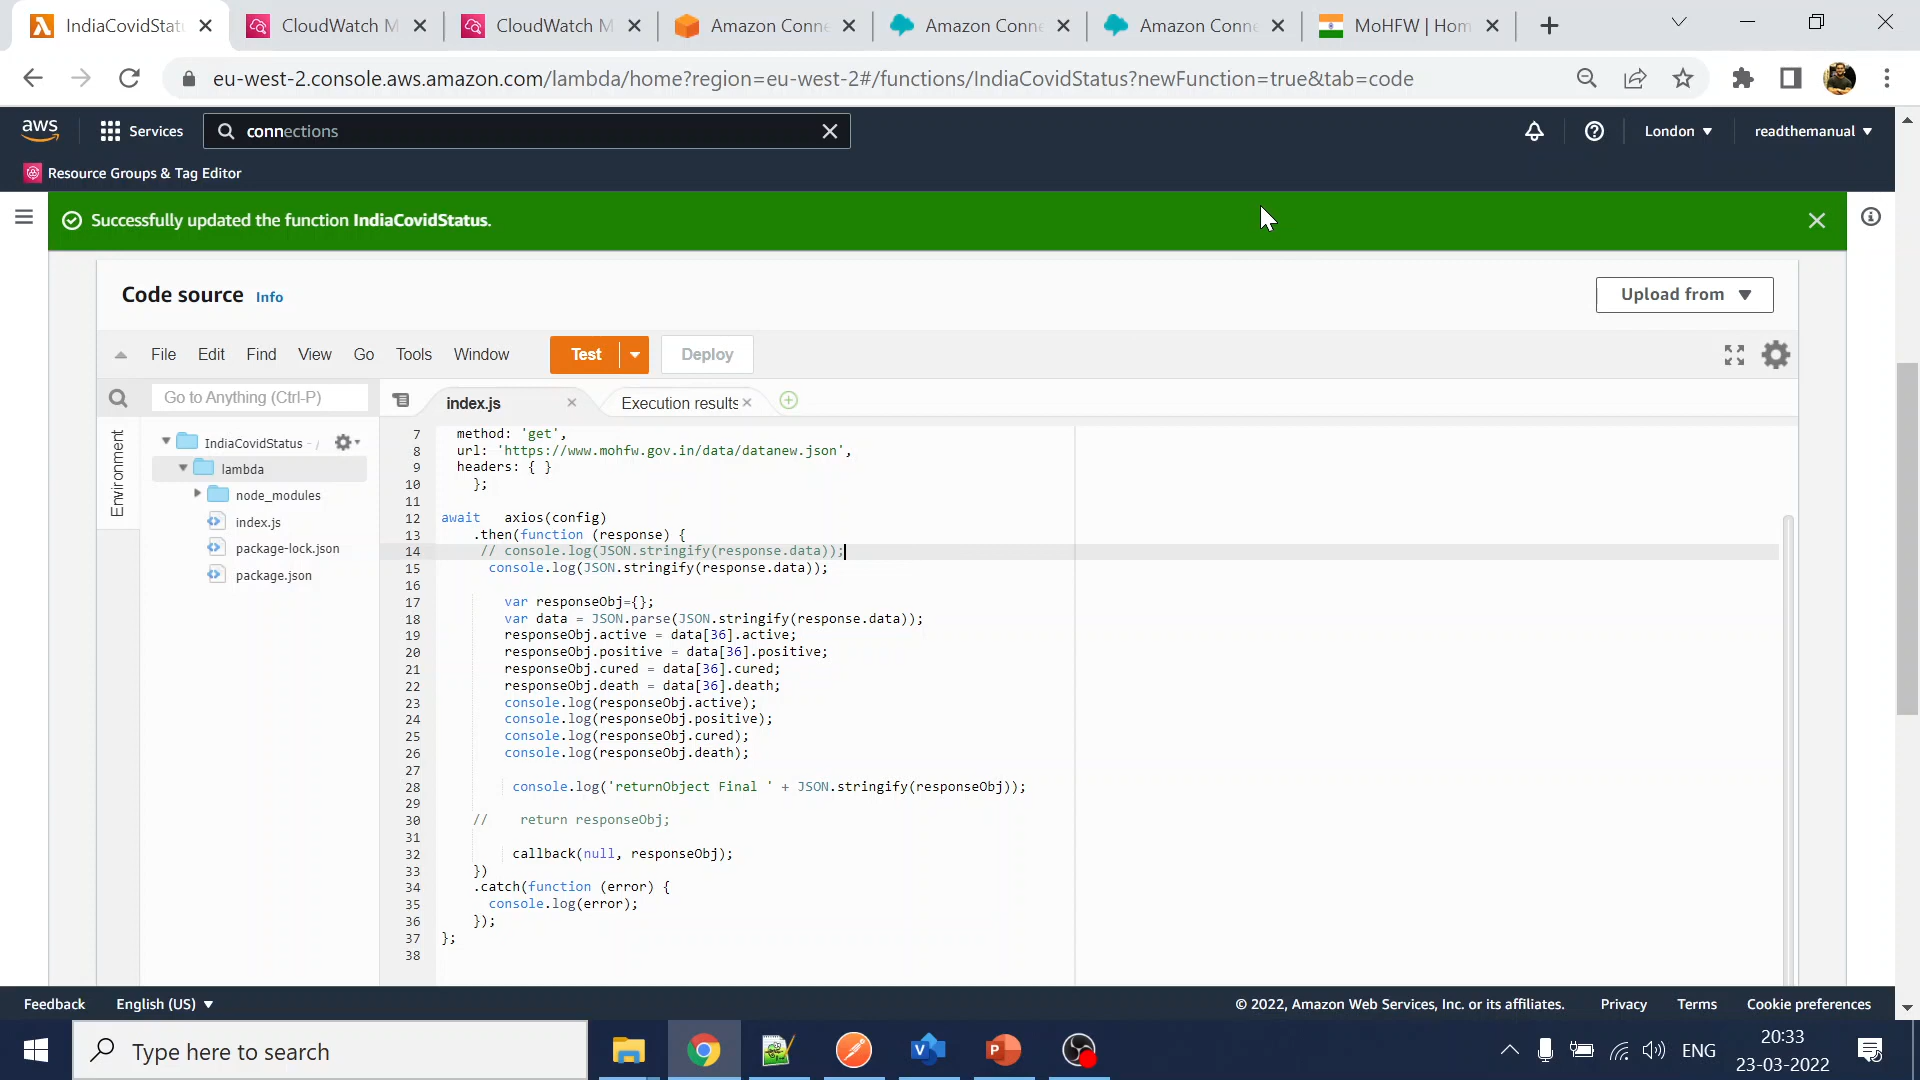 IndiaCovidStat
CloudWatch M
CloudWatch M
Amazon Conne
Amazon Conne
Amazon Conne
MoHFW | Hom
eu-west-2.console.aws.amazon.com/lambda/home?region=eu-west-2#/functions/IndiaCovidStatus?newFunction=true&tab=code
aws
Services
connections
London
readthemanual
Resource Groups & Tag Editor
Successfully updated the function IndiaCovidStatus.
Code source Info
Upload from
File Edit Find View Go Tools Window
Test
Deploy
Go to Anything (Ctrl-P)
index.js
Execution results
Environment
IndiaCovidStatus - /
lambda
node_modules
index.js
package-lock.json
package.json
7 method: 'get',
8 url: 'https://www.mohfw.gov.in/data/datanew.json',
9 headers: { }
10 };
11
12 await axios(config)
13 .then(function (response) {
14 // console.log(JSON.stringify(response.data));
15 console.log(JSON.stringify(response.data));
16
17 var responseObj={};
18 var data = JSON.parse(JSON.stringify(response.data));
19 responseObj.active = data[36].active;
20 responseObj.positive = data[36].positive;
21 responseObj.cured = data[36].cured;
22 responseObj.death = data[36].death;
23 console.log(responseObj.active);
24 console.log(responseObj.positive);
25 console.log(responseObj.cured);
26 console.log(responseObj.death);
27
28 console.log('returnObject Final ' + JSON.stringify(responseObj));
29
30 // return responseObj;
31
32 callback(null, responseObj);
33 })
34 .catch(function (error) {
35 console.log(error);
36 });
37 };
38
Feedback
English (US)
© 2022, Amazon Web Services, Inc. or its affiliates.
Privacy
Terms
Cookie preferences
Type here to search
ENG
20:33
23-03-2022